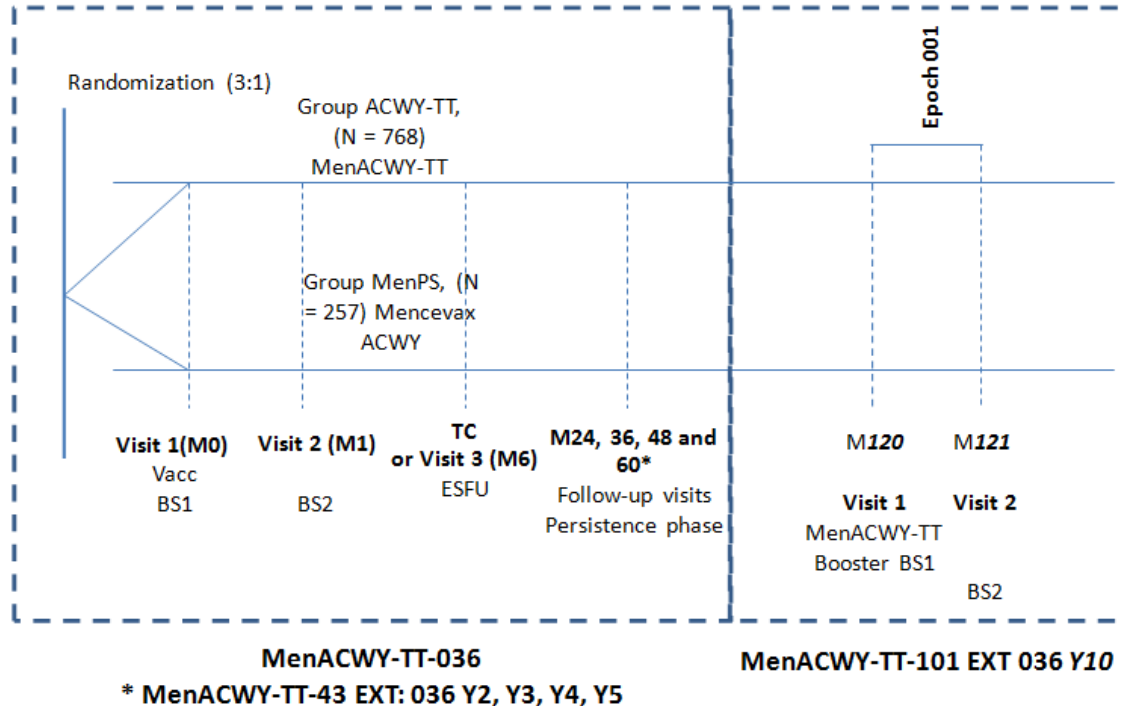 Randomization (3:1)
Group ACWY-TT,
(N = 768)
MenACWY-TT
Group MenPS, (N
= 257) Mencevax
ACWY
Visit 1(M0)
Vacc
BS1
Visit 2 (M1)
BS2
TC
or Visit 3 (M6)
ESFU
M24, 36, 48 and
60*
Follow-up visits
Persistence phase
Epoch 001
M120
Visit 1
MenACWY-TT
Booster BS1
M121
Visit 2
BS2
MenACWY-TT-036
* MenACWY-TT-43 EXT: 036 Y2, Y3, Y4, Y5
MenACWY-TT-101 EXT 036 Y10